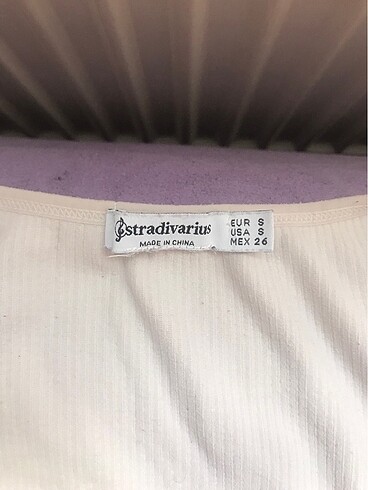 stradivarius
MADE IN CHINA
EUR S
USA S
MEX 26